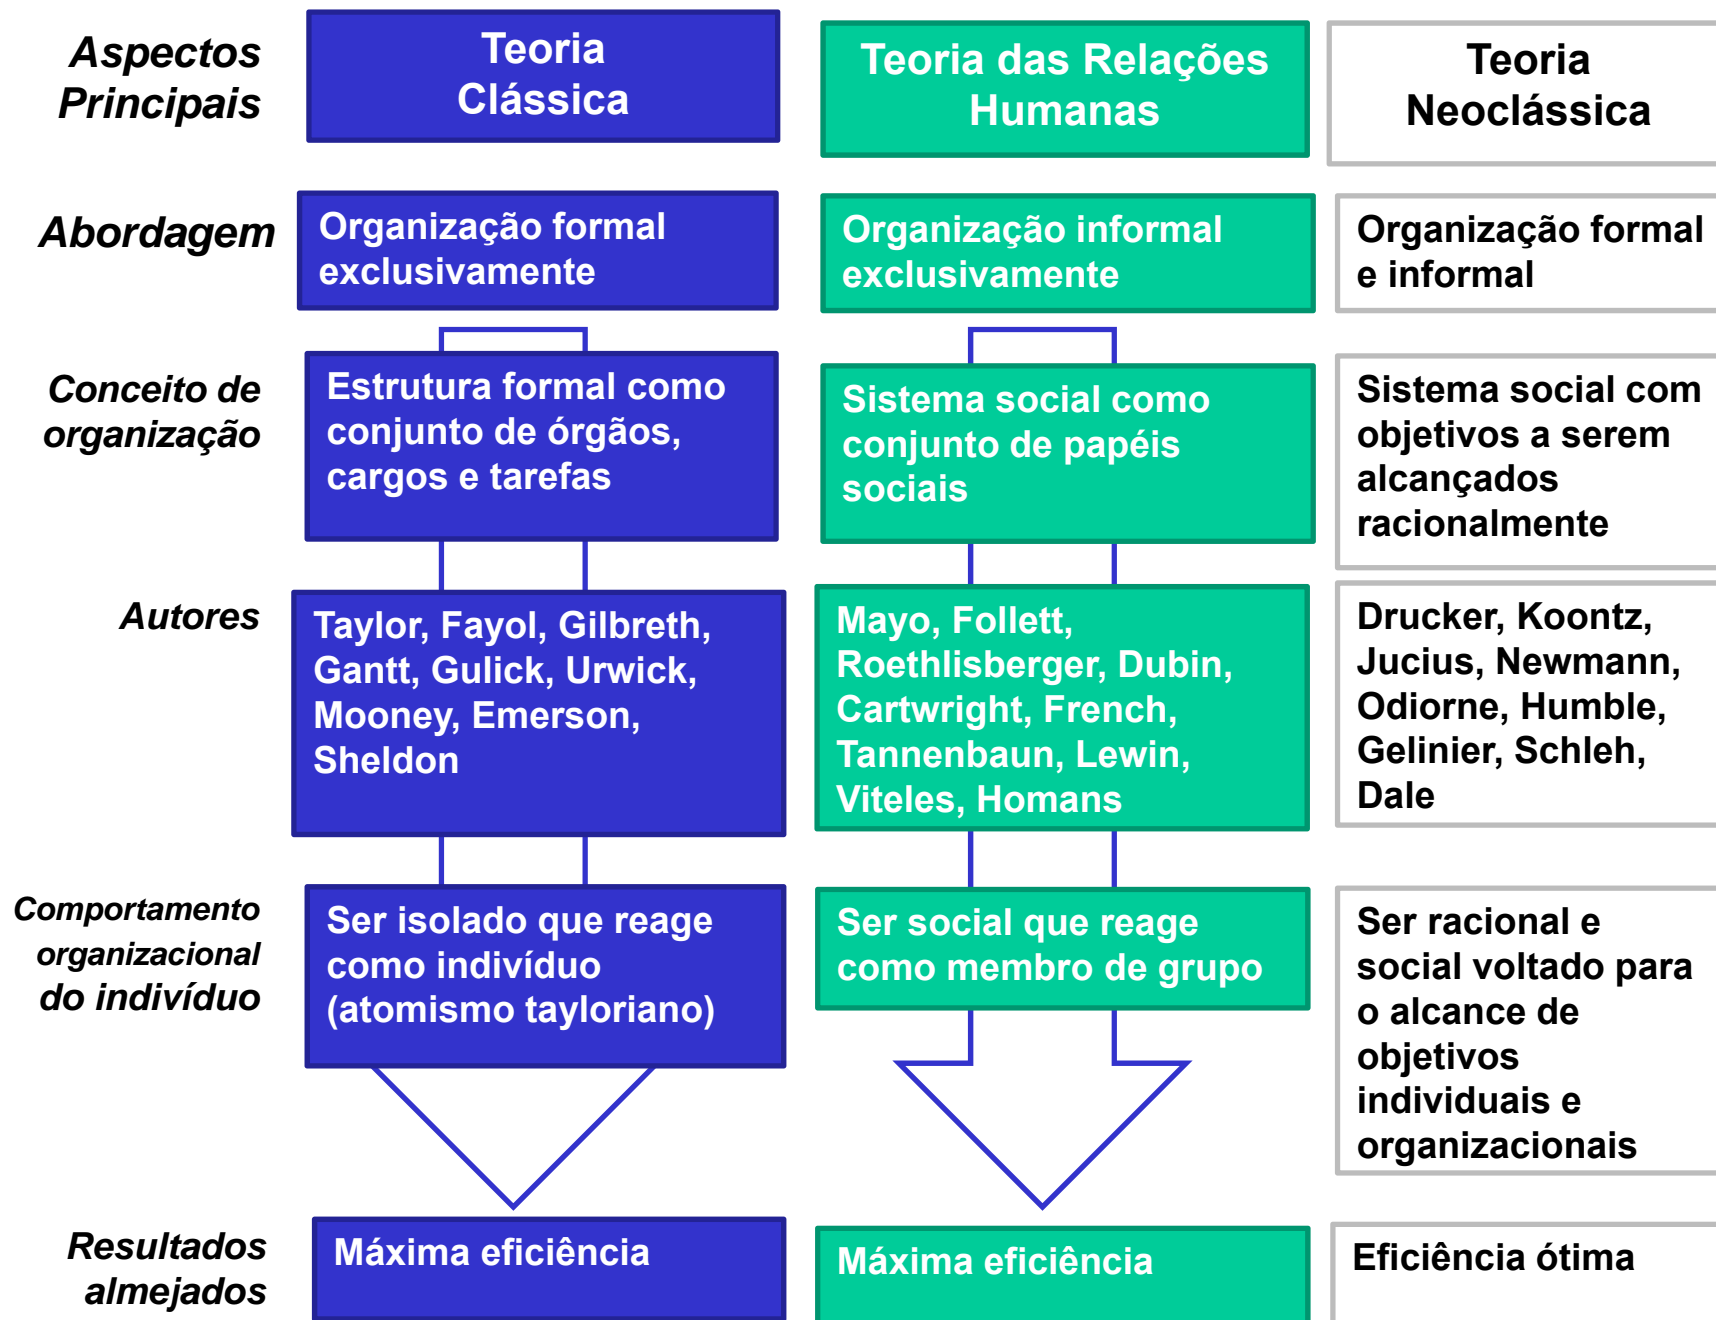 Aspectos
Principais
Teoria
Clássica
Teoria das Relações
Humanas
Teoria
Neoclássica
Abordagem
Organização formal
exclusivamente
Organização informal
exclusivamente
Organização formal
e informal
Conceito de
organização
Estrutura formal como
conjunto de órgãos,
cargos e tarefas
Sistema social como
conjunto de papéis
sociais
Sistema social com
objetivos a serem
alcançados
racionalmente
Autores
Taylor, Fayol, Gilbreth,
Gantt, Gulick, Urwick,
Mooney, Emerson,
Sheldon
Mayo, Follett,
Roethlisberger, Dubin,
Cartwright, French,
Tannenbaun, Lewin,
Viteles, Homans
Drucker, Koontz,
Jucius, Newmann,
Odiorne, Humble,
Gelinier, Schleh,
Dale
Comportamento
organizacional
do indivíduo
Ser isolado que reage
como indivíduo
(atomismo tayloriano)
Ser social que reage
como membro de grupo
Ser racional e
social voltado para
o alcance de
objetivos
individuais e
organizacionais
Resultados
almejados
Máxima eficiência
Máxima eficiência
Eficiência ótima